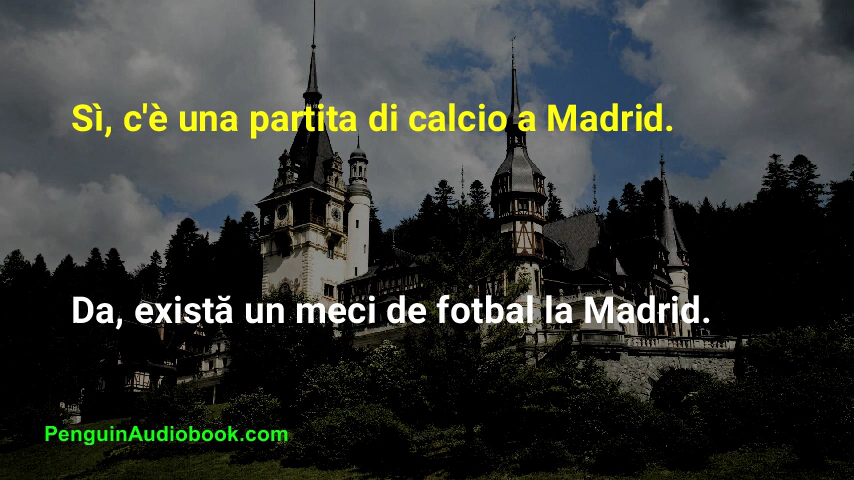 Sì, c'è una partita di calcio a Madrid.
Da, există un meci de fotbal la Madrid.
PenguinAudiobook.com